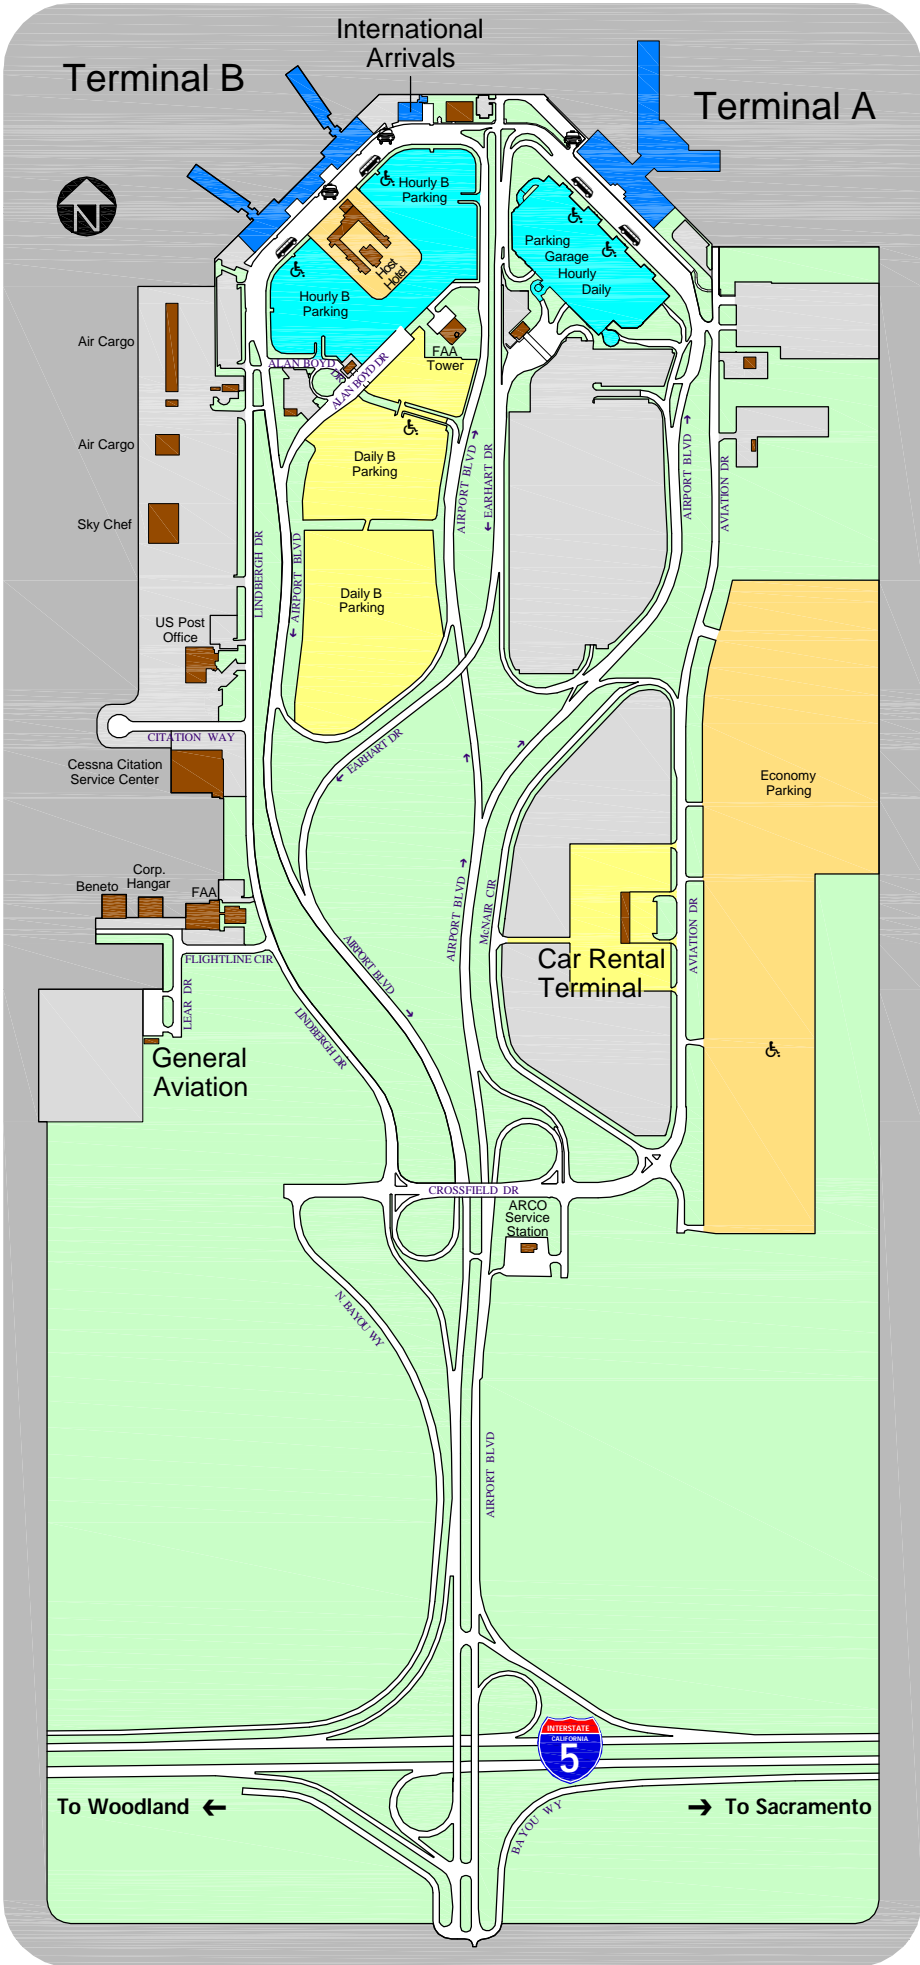 International
Arrivals
Terminal B
Terminal A
N
Hourly B
Parking
Host
Hotel
Hourly B
Parking
Parking
Garage
Hourly
Daily
Air Cargo
FAA
Tower
ALAN BOYD
DR
ALAN BOYD DR
Air Cargo
Daily B
Parking
AIRPORT BLVD
EARHART DR
AIRPORT BLVD
AVIATION DR
Sky Chef
LINDBERGH DR
AIRPORT BLVD
Daily B
Parking
US Post
Office
CITATION WAY
EARHART DR
Cessna Citation
Service Center
Economy
Parking
Corp.
Hangar
Beneto
FAA
AIRPORT BLVD
McNAIR CIR
AVIATION DR
FLIGHTLINE CIR
AIRPORT BLVD
Car Rental
Terminal
LEAR DR
LINDBERGH DR
General
Aviation
CROSSFIELD DR
ARCO
Service
Station
N. BAYOU WY
AIRPORT BLVD
INTERSTATE
CALIFORNIA
5
To Woodland ←
→ To Sacramento
BAYOU WY